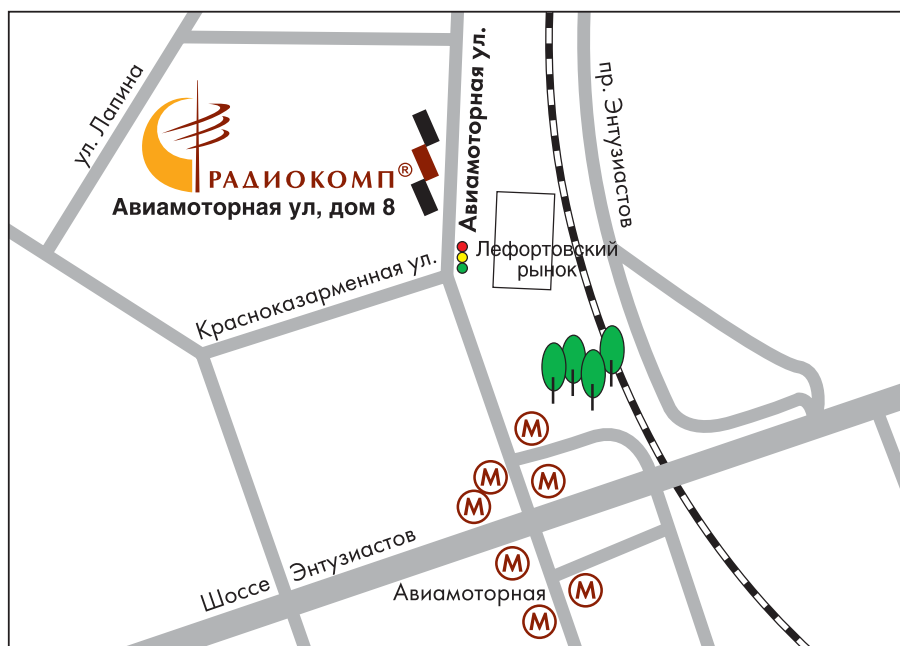 Авиамоторная ул.
пр. Энтузиастов
ул. Лапина
РАДИОКОМП®
Авиамоторная ул, дом 8
Лефортовский
рынок
Красноказарменная ул.
М
М
М
М
Шоссе Энтузиастов
М
Авиамоторная
М
М